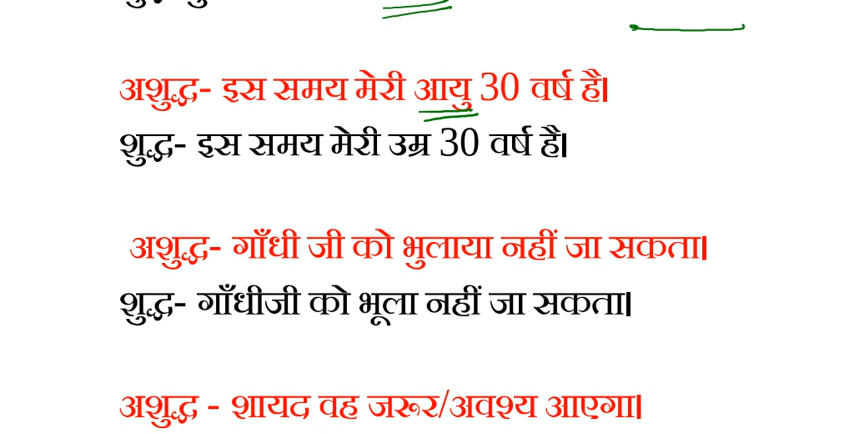 अशुद्ध- इस समय मेरी आयु 30 वर्ष है।
शुद्ध- इस समय मेरी उम्र 30 वर्ष है।
अशुद्ध- गाँधी जी को भुलाया नहीं जा सकता।
शुद्ध- गाँधीजी को भूला नहीं जा सकता।
अशुद्ध - शायद वह जरूर/अवश्य आएगा।